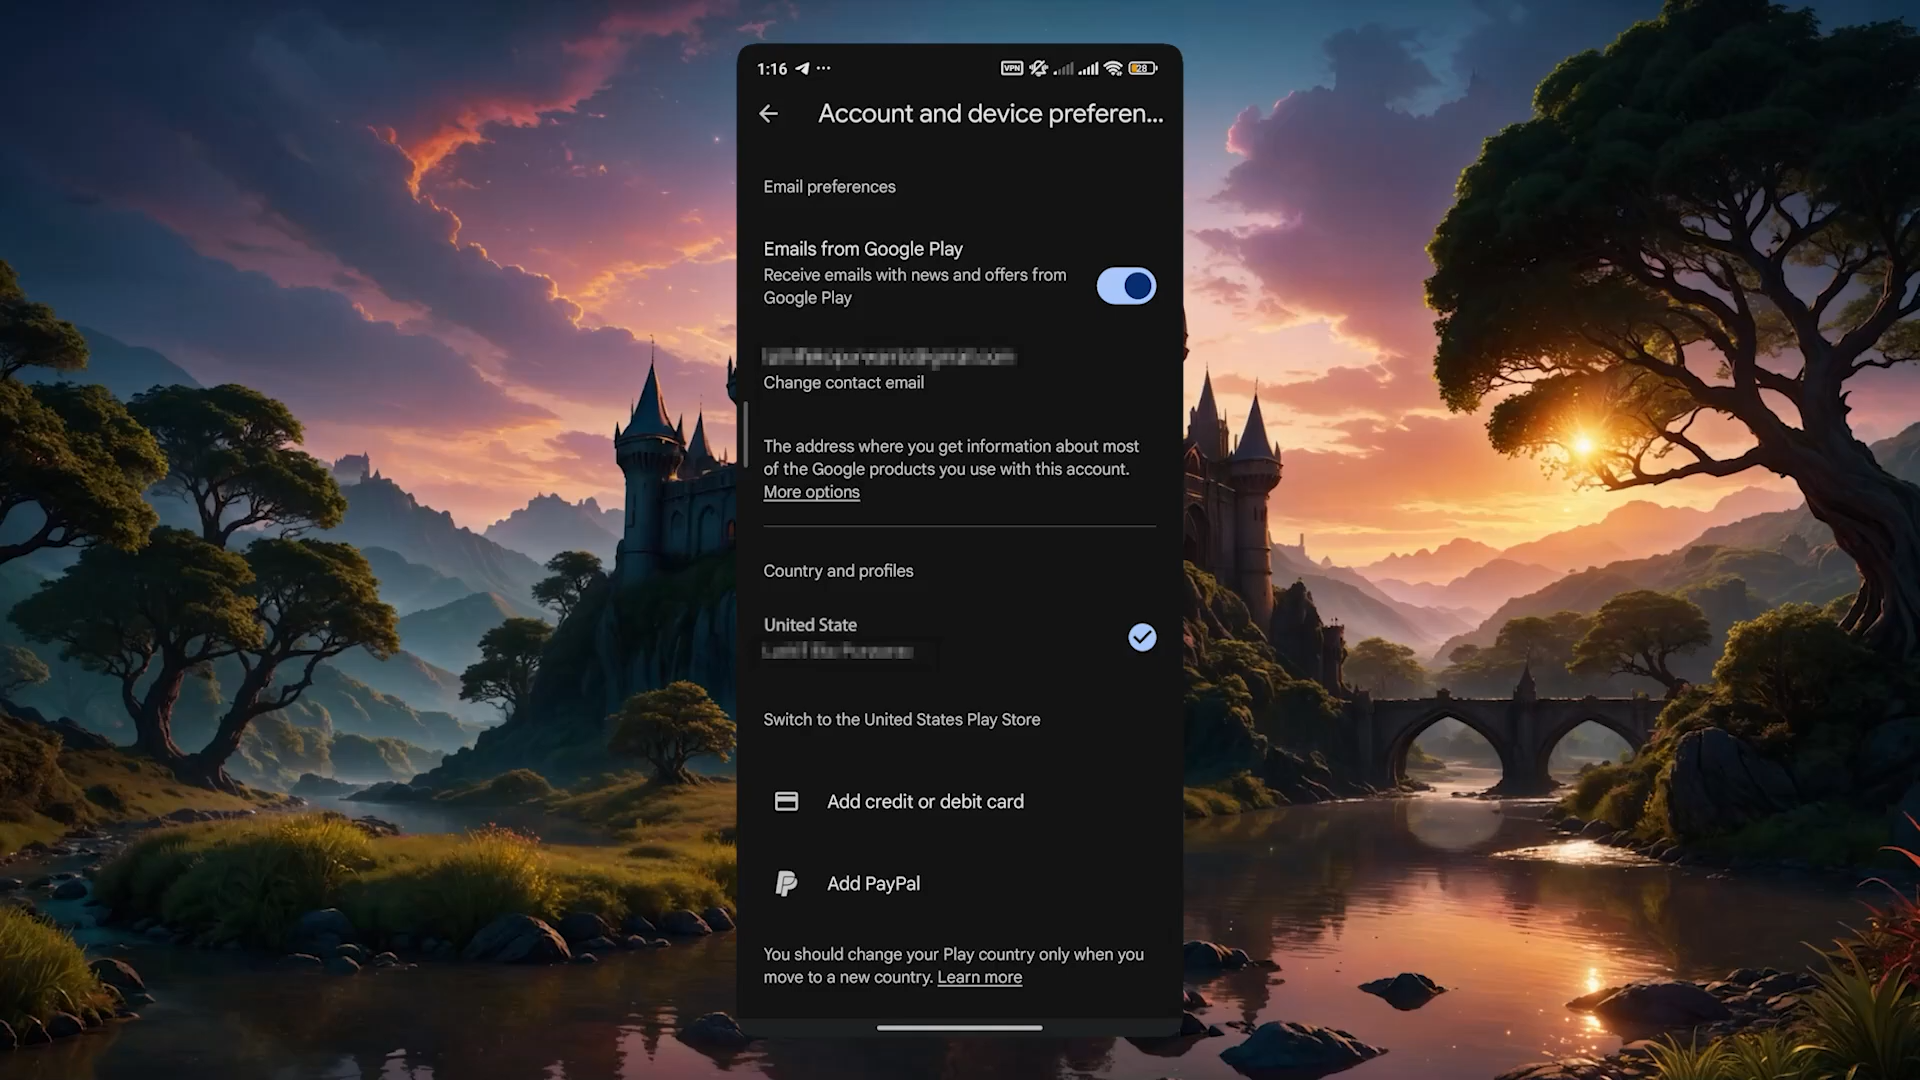 1:16
VPN
28
Account and device preferen...
Email preferences
Emails from Google Play
Receive emails with news and offers from
Google Play
Change contact email
The address where you get information about most
of the Google products you use with this account.
More options
Country and profiles
United State
Switch to the United States Play Store
Add credit or debit card
Add PayPal
You should change your Play country only when you
move to a new country. Learn more